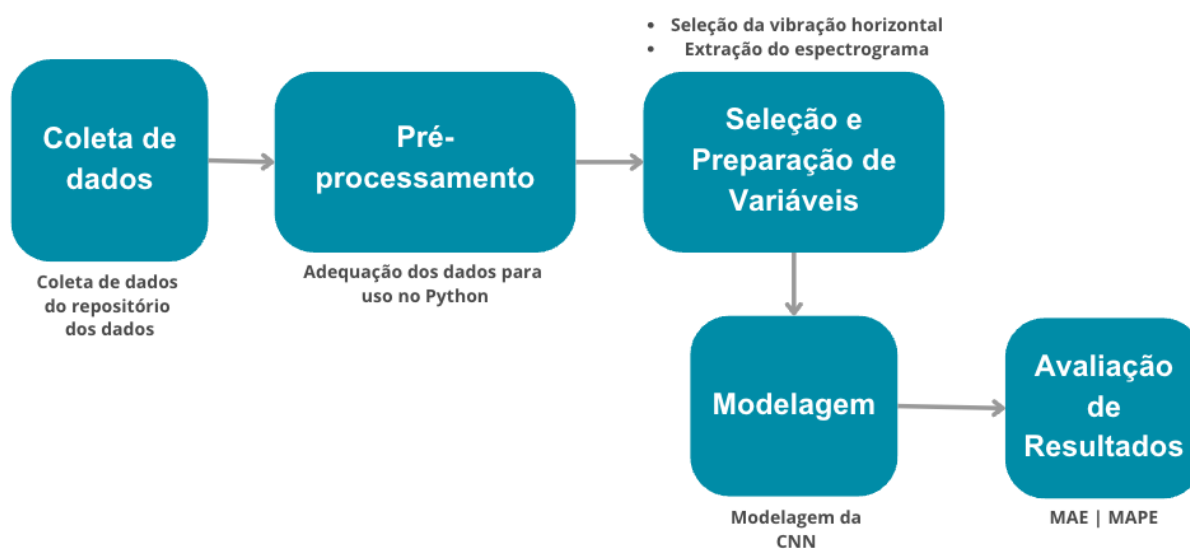 • Seleção da vibração horizontal
• Extração do espectrograma
Coleta de
dados
Pré-
processamento
Seleção e
Preparação de
Variáveis
Coleta de dados
do repositório
dos dados
Adequação dos dados para
uso no Python
Modelagem
Avaliação
de
Resultados
Modelagem da
CNN
MAE | MAPE